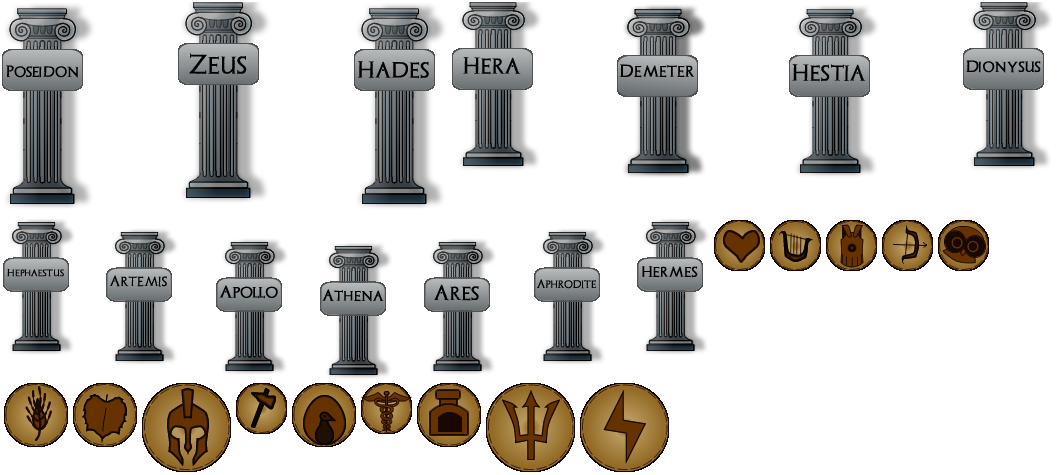 POSEIDON
ZEUS
HADES
HERA
DEMETER
HESTIA
DIONYSUS
HEPHAESTUS
ARTEMIS
APOLLO
ATHENA
ARES
APHRODITE
HERMES